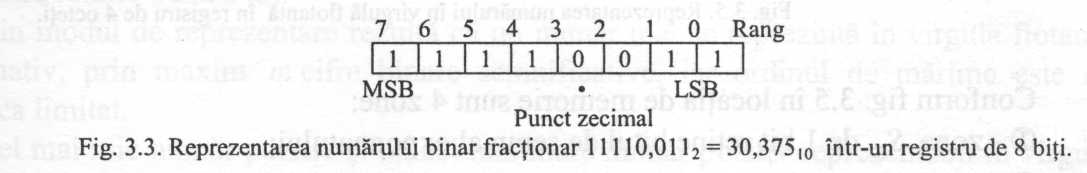 7 6 5 4 3 2 1 0 Rang
1 1 1 1 0 0 1 1
MSB • LSB
Punct zecimal
Fig. 3.3. Reprezentarea numărului binar fracționar 11110,011₂ = 30,375₁₀ într-un registru de 8 biți.